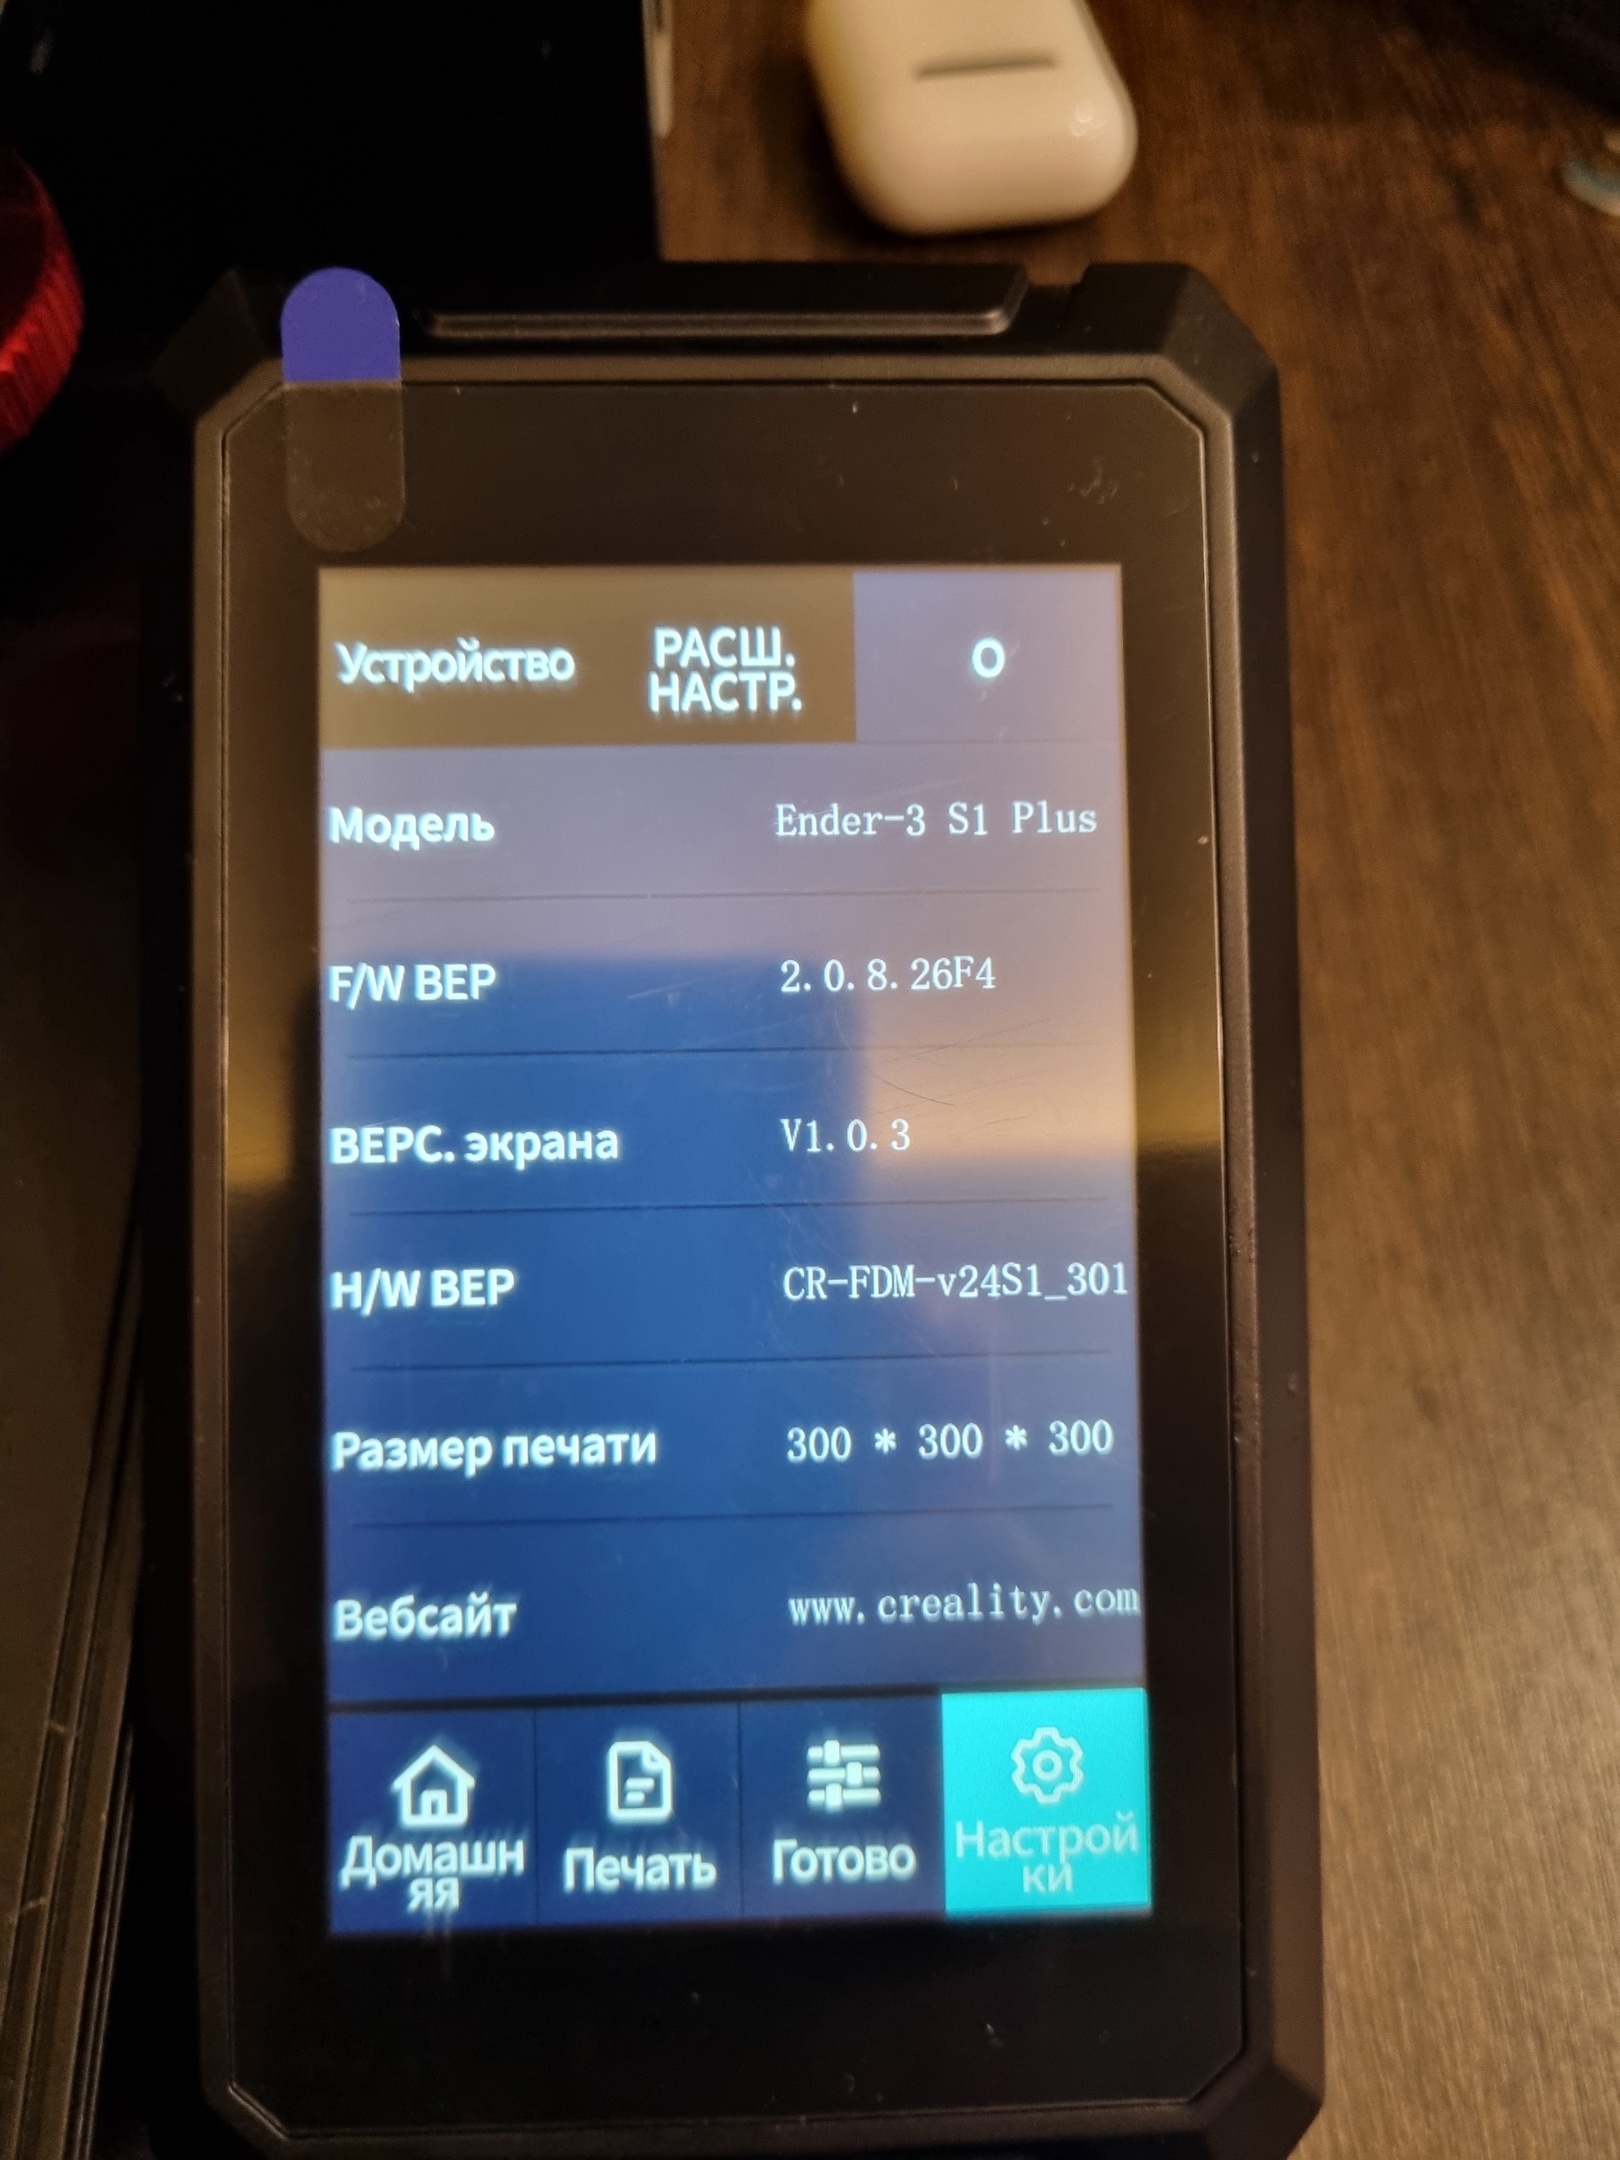 Устройство
РАСШ.
НАСТР.
О
Модель
Ender-3 S1 Plus
F/W ВЕР
2.0.8.26F4
ВЕРС. экрана
V1.0.3
H/W ВЕР
CR-FDM-v24S1_301
Размер печати
300 * 300 * 300
Вебсайт
www.creality.com
Домашн
яя
Печать
Готово
Настрой
ки